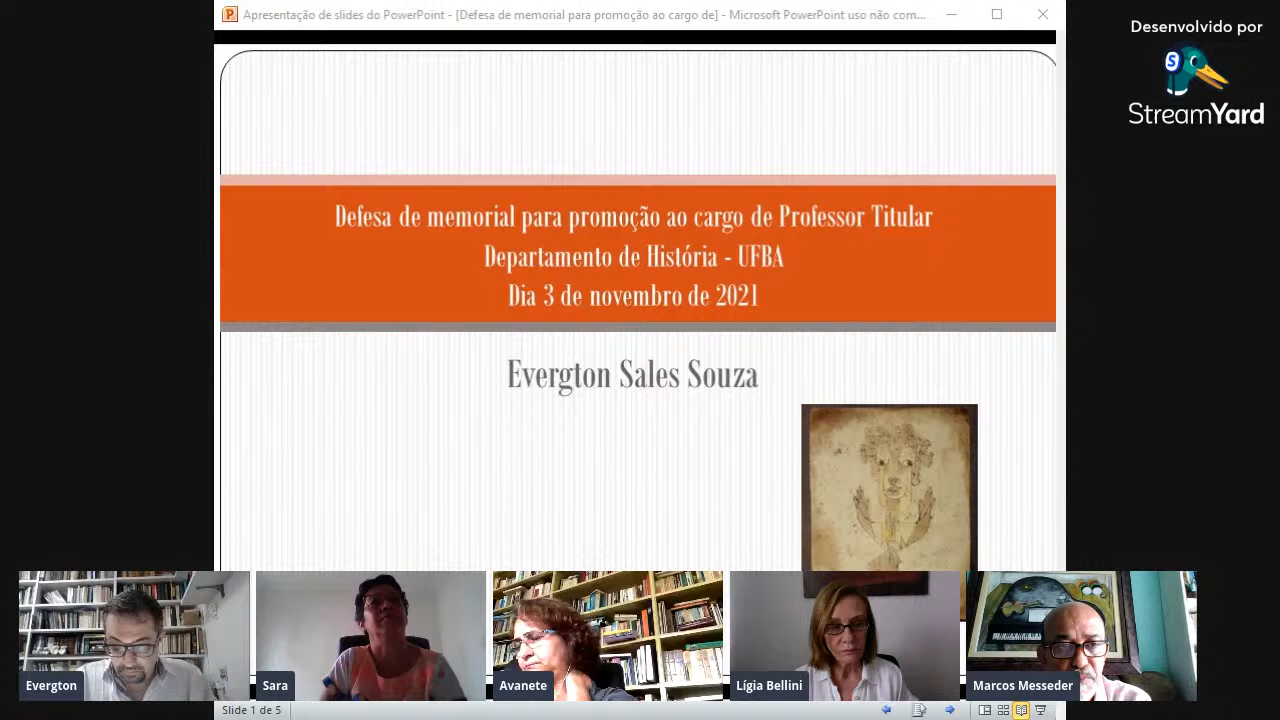 Apresentação de slides do PowerPoint - [Defesa de memorial para promoção ao cargo de] - Microsoft PowerPoint uso não com...
Desenvolvido por
S
StreamYard
Defesa de memorial para promoção ao cargo de Professor Titular
Departamento de História - UFBA
Dia 3 de novembro de 2021
Evergton Sales Souza
Evergton
Sara
Avanete
Lígia Bellini
Marcos Messeder
Slide 1 de 5